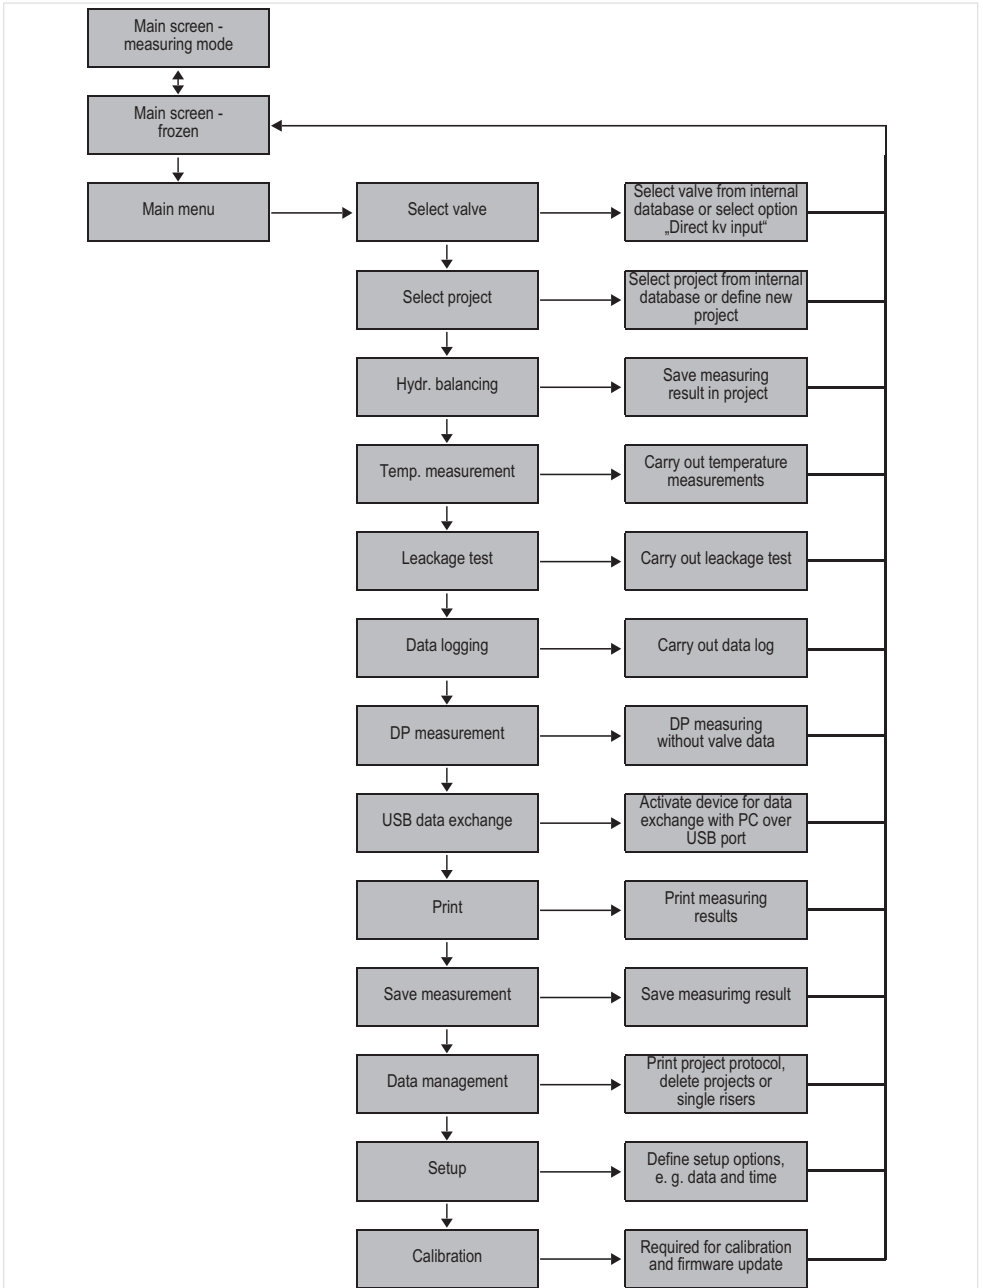 Main screen -
measuring mode
Main screen -
frozen
Main menu
Select valve
Select valve from internal
database or select option
„Direct kv input“
Select project
Select project from internal
database or define new
project
Hydr. balancing
Save measuring
result in project
Temp. measurement
Carry out temperature
measurements
Leackage test
Carry out leackage test
Data logging
Carry out data log
DP measurement
DP measuring
without valve data
USB data exchange
Activate device for data
exchange with PC over
USB port
Print
Print measuring
results
Save measurement
Save measurimg result
Data management
Print project protocol,
delete projects or
single risers
Setup
Define setup options,
e. g. data and time
Calibration
Required for calibration
and firmware update